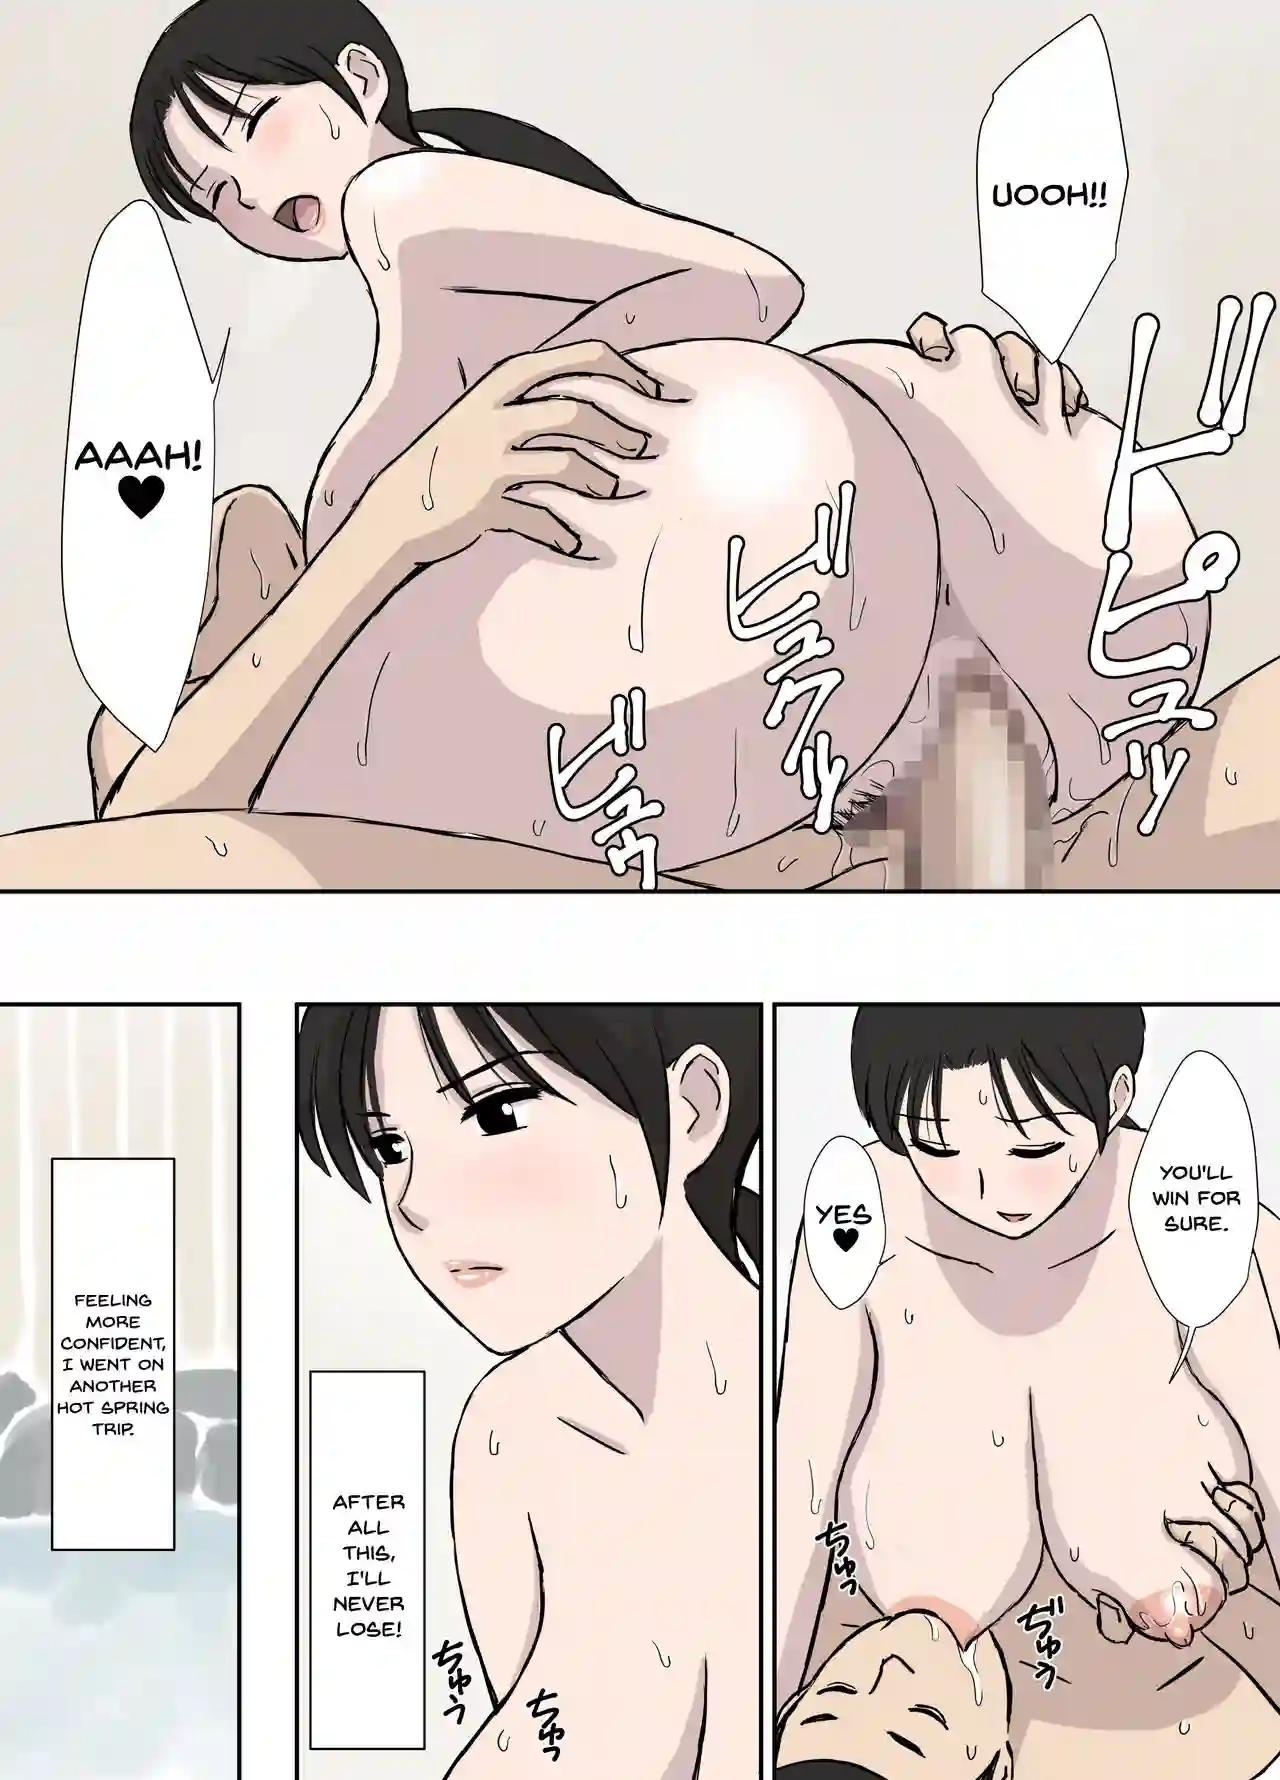 UOOH!!
AAAH!
♥
ドピュッ
ビュクッ
ビュク
YOU'LL
WIN FOR
SURE.
YES
♥
ちゅっ
ぢゅう
AFTER
ALL
THIS,
I'LL
NEVER
LOSE!
ちゅう
ちゅっ
FEELING
MORE
CONFIDENT,
I WENT ON
ANOTHER
HOT SPRING
TRIP.